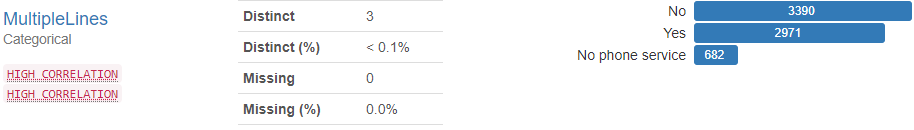 MultipleLines
Categorical
HIGH CORRELATION
HIGH CORRELATION
Distinct 3
Distinct (%) < 0.1%
Missing 0
Missing (%) 0.0%
No 3390
Yes 2971
No phone service 682